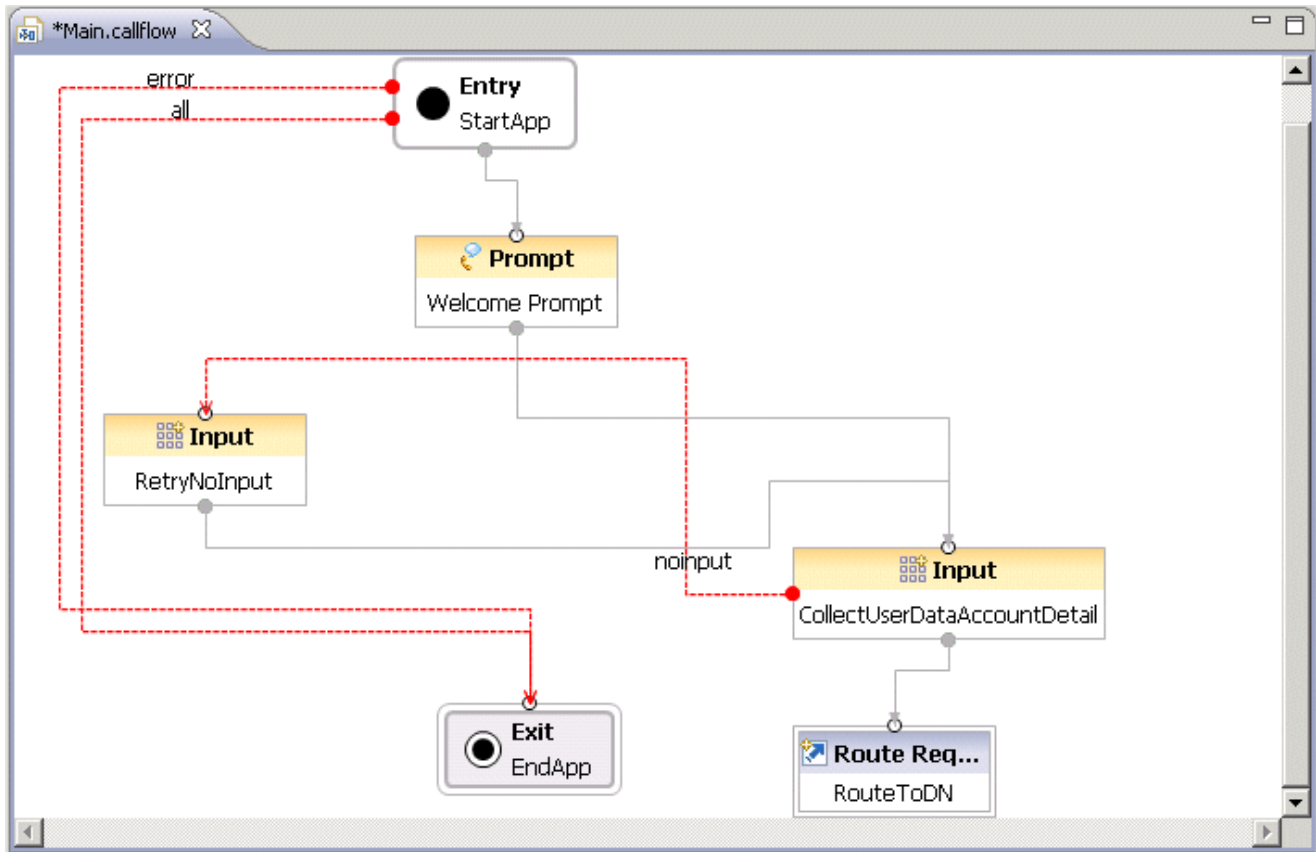 *Main.callflow
error
all
Entry
StartApp
Prompt
Welcome Prompt
Input
RetryNoInput
noinput
Input
CollectUserDataAccountDetail
Exit
EndApp
Route Req...
RouteToDN